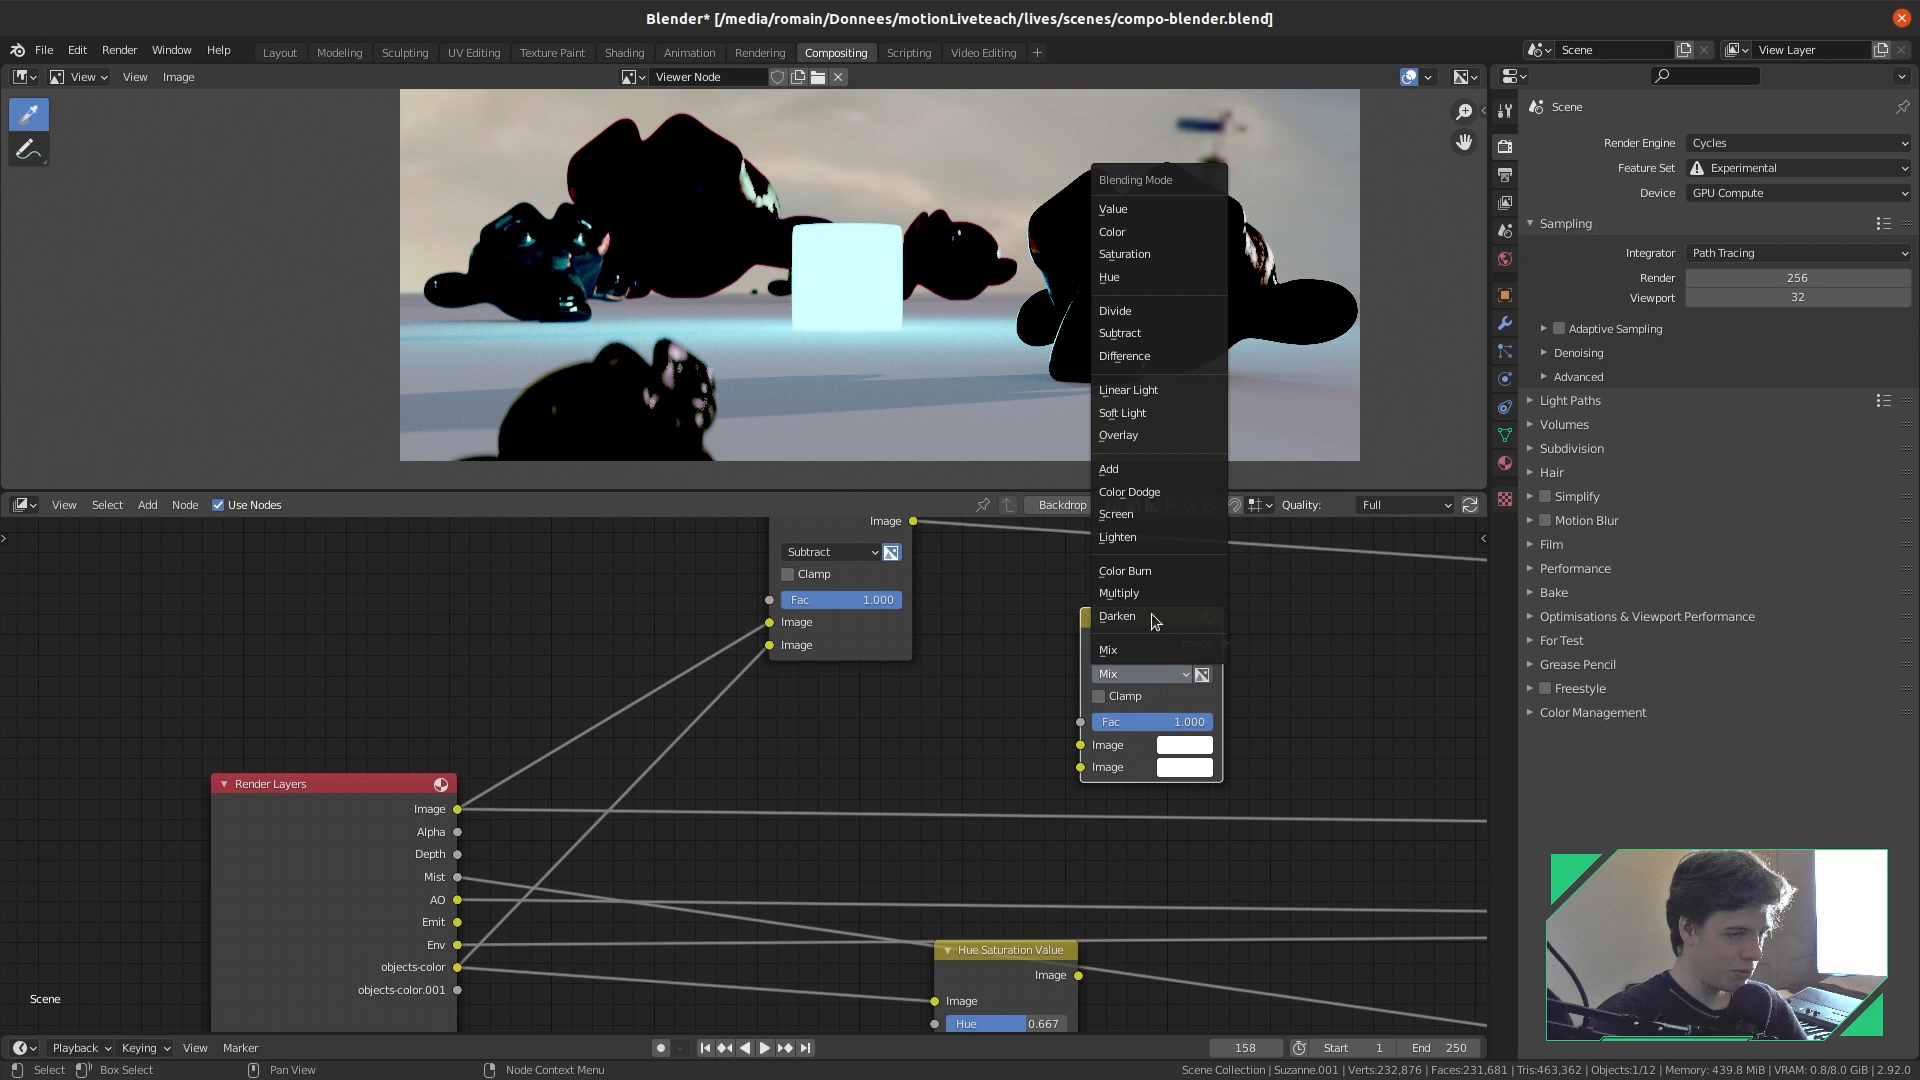 Blender* [/media/romain/Donnees/motionLiveteach/lives/scenes/compo-blender.blend]
File Edit Render Window Help Layout Modeling Sculpting UV Editing Texture Paint Shading Animation Rendering Compositing Scripting Video Editing + Scene View Layer
View View Image Viewer Node
Scene
Render Engine Cycles
Feature Set Experimental
Device GPU Compute
Sampling
Integrator Path Tracing
Render 256
Viewport 32
Adaptive Sampling
Denoising
Advanced
Light Paths
Volumes
Subdivision
Hair
Simplify
Motion Blur
Film
Performance
Bake
Optimisations & Viewport Performance
For Test
Grease Pencil
Freestyle
Color Management
Blending Mode
Value
Color
Saturation
Hue
Divide
Subtract
Difference
Linear Light
Soft Light
Overlay
Add
Color Dodge
Screen
Lighten
Color Burn
Multiply
Darken
Mix
Mix
Clamp
Fac 1.000
Image
Image
View Select Add Node Use Nodes Backdrop Quality: Full
Image
Subtract
Clamp
Fac 1.000
Image
Image
Render Layers
Image
Alpha
Depth
Mist
AO
Emit
Env
objects-color
objects-color.001
Hue Saturation Value
Image
Image
Hue 0.667
Scene
Playback Keying View Marker 158 Start 1 End 250
Select Box Select Pan View Node Context Menu Scene Collection | Suzanne.001 | Verts:232,876 | Faces:231,681 | Tris:463,362 | Objects:1/12 | Memory: 439.8 MiB | VRAM: 0.8/8.0 GiB | 2.92.0